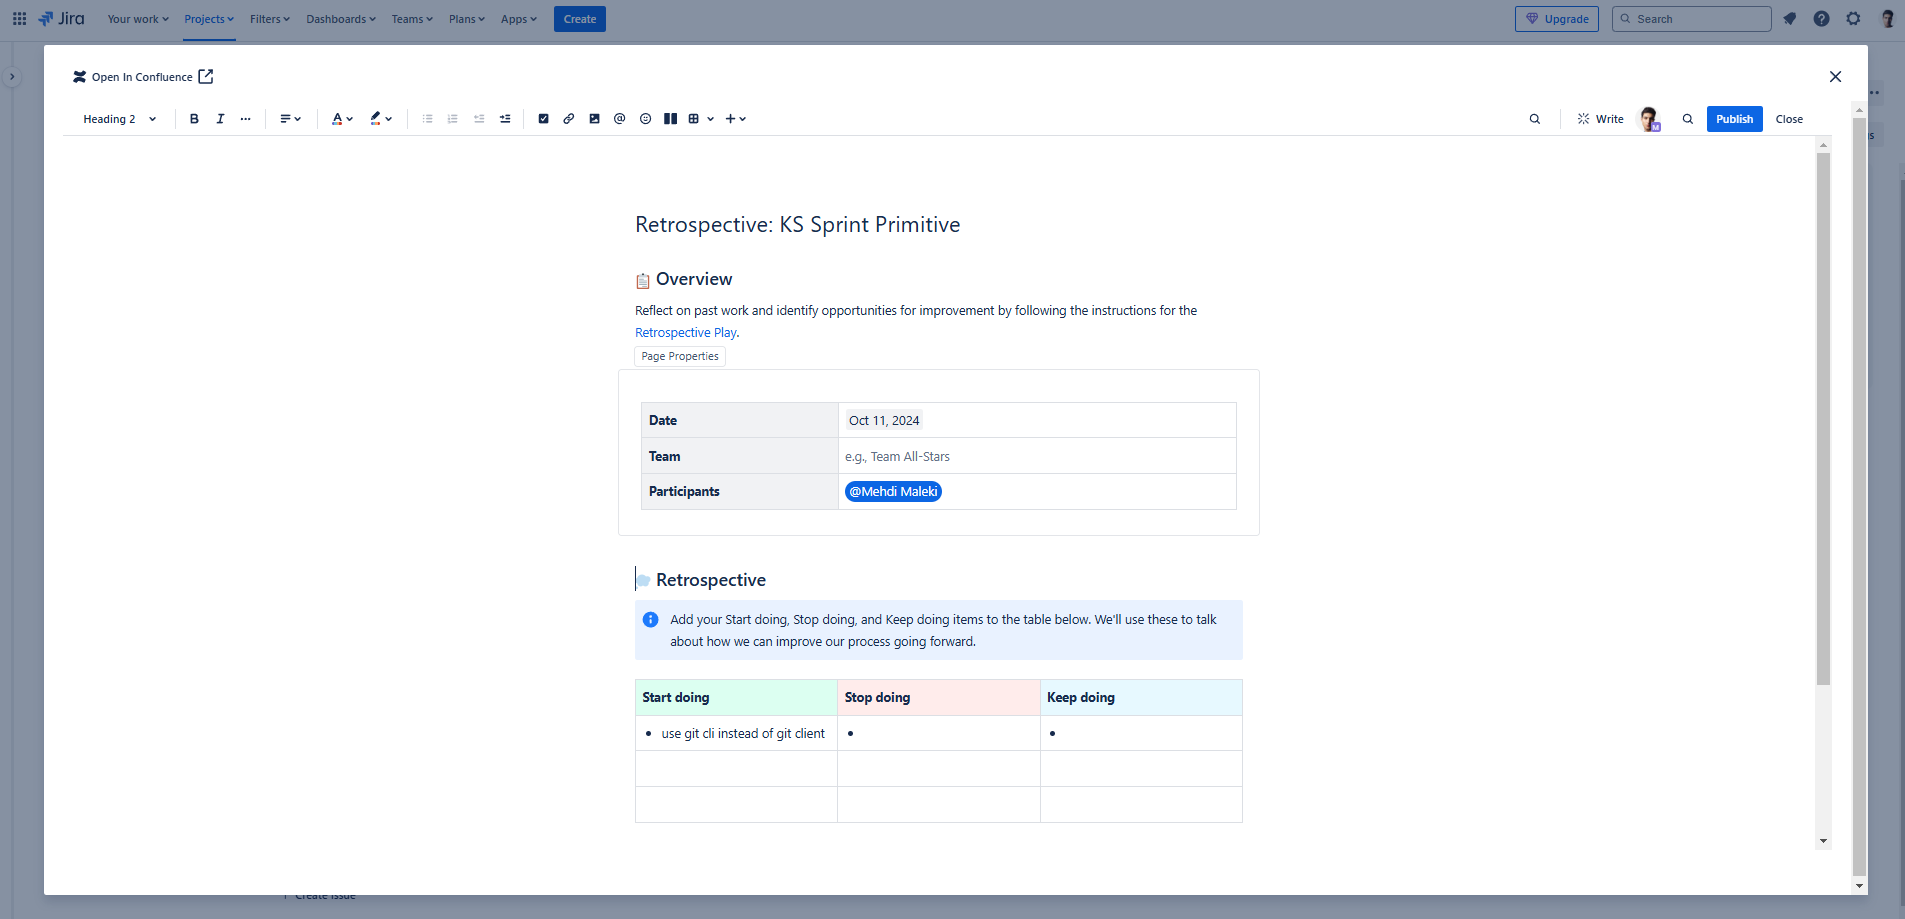 Jira
Your work
Projects
Filters
Dashboards
Teams
Plans
Apps
Create
Upgrade
Search
Open In Confluence
Heading 2
B
I
A
@
Write
M
Publish
Close
Retrospective: KS Sprint Primitive
Overview
Reflect on past work and identify opportunities for improvement by following the instructions for the
Retrospective Play.
Page Properties
Date
Oct 11, 2024
Team
e.g., Team All-Stars
Participants
@Mehdi Maleki
Retrospective
Add your Start doing, Stop doing, and Keep doing items to the table below. We'll use these to talk
about how we can improve our process going forward.
Start doing
Stop doing
Keep doing
• use git cli instead of git client
•
•
Create issue